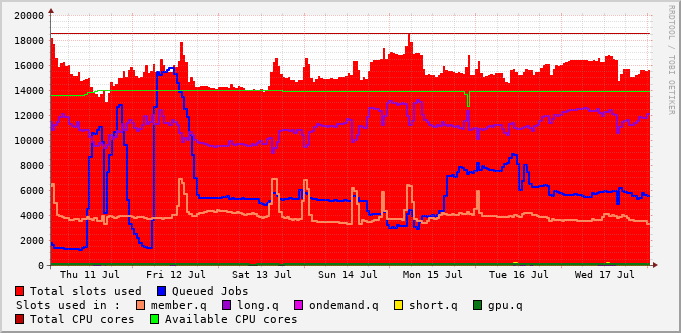 20000
18000
16000
14000
12000
10000
8000
6000
4000
2000
0
Thu 11 Jul Fri 12 Jul Sat 13 Jul Sun 14 Jul Mon 15 Jul Tue 16 Jul Wed 17 Jul
Total slots used Queued Jobs
Slots used in : member.q long.q ondemand.q short.q gpu.q
Total CPU cores Available CPU cores
RRDTOOL / TOBI OETIKER